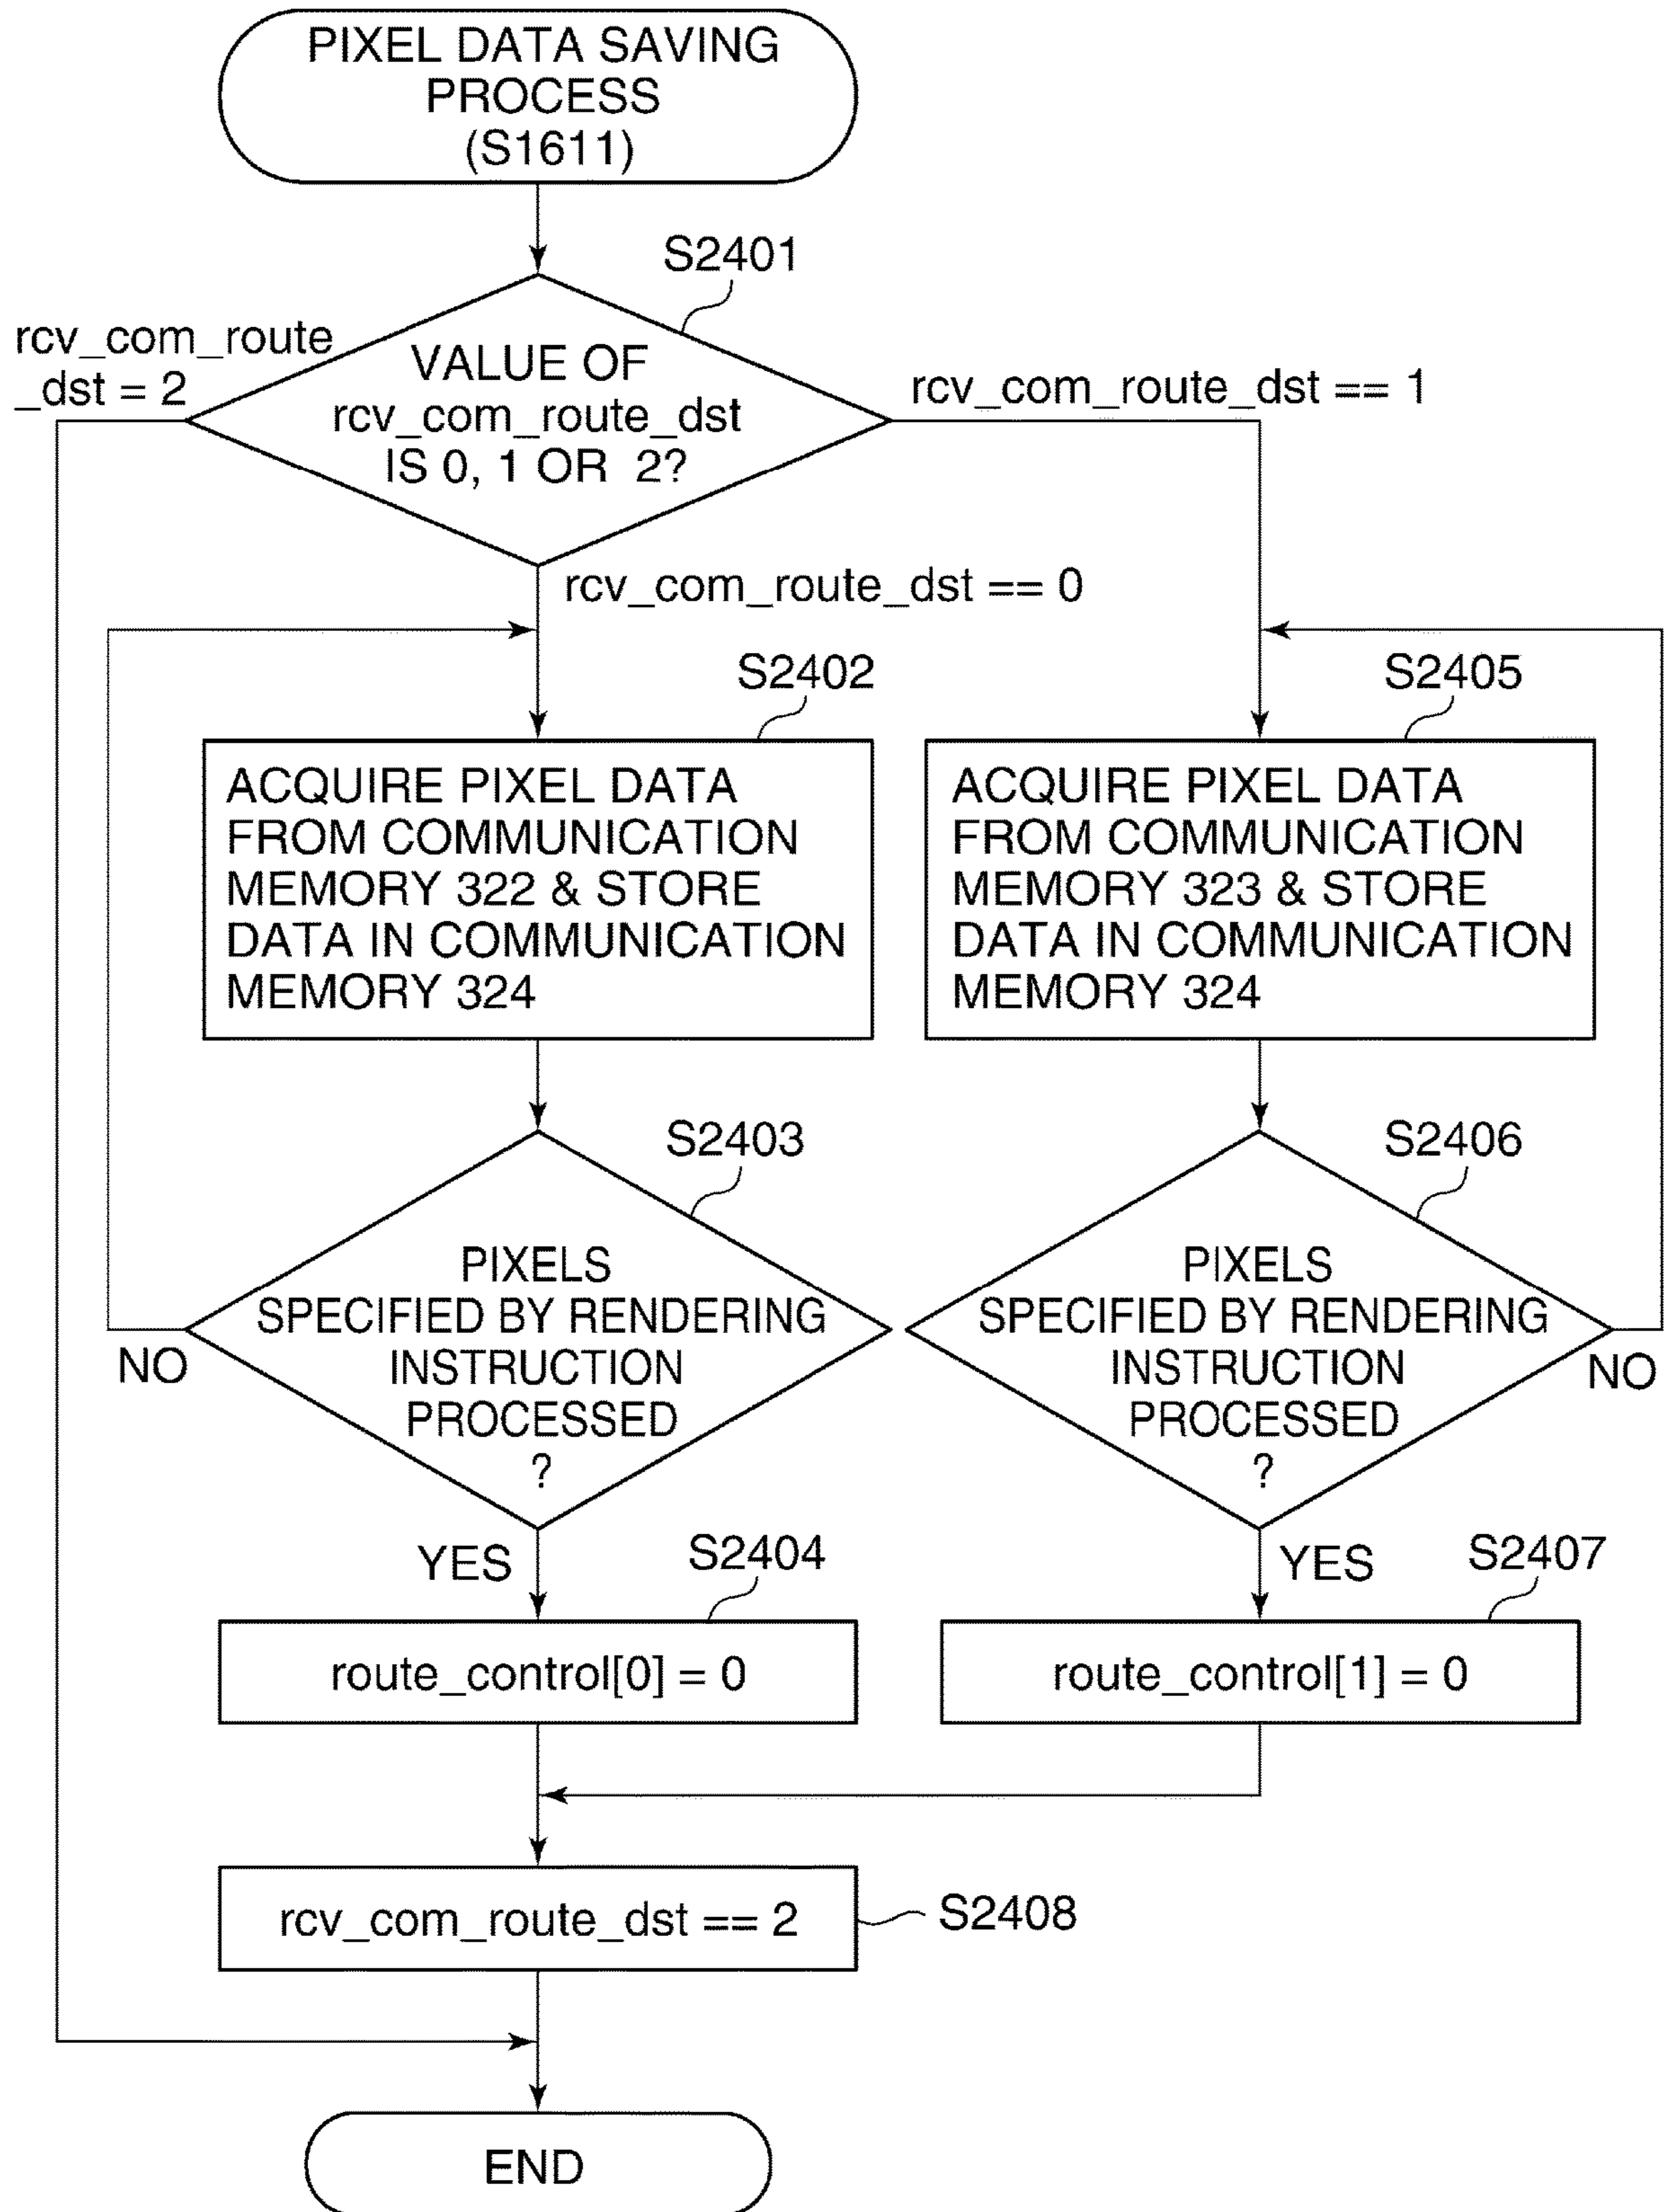 PIXEL DATA SAVING
PROCESS
(S1611)
S2401
rcv_com_route
_dst = 2
VALUE OF
rcv_com_route_dst
IS 0, 1 OR 2?
rcv_com_route_dst == 1
rcv_com_route_dst == 0
S2402
ACQUIRE PIXEL DATA
FROM COMMUNICATION
MEMORY 322 & STORE
DATA IN COMMUNICATION
MEMORY 324
S2405
ACQUIRE PIXEL DATA
FROM COMMUNICATION
MEMORY 323 & STORE
DATA IN COMMUNICATION
MEMORY 324
S2403
PIXELS
SPECIFIED BY RENDERING
INSTRUCTION
PROCESSED
?
NO
S2406
PIXELS
SPECIFIED BY RENDERING
INSTRUCTION
PROCESSED
?
NO
YES
S2404
route_control[0] = 0
YES
S2407
route_control[1] = 0
rcv_com_route_dst == 2
S2408
END